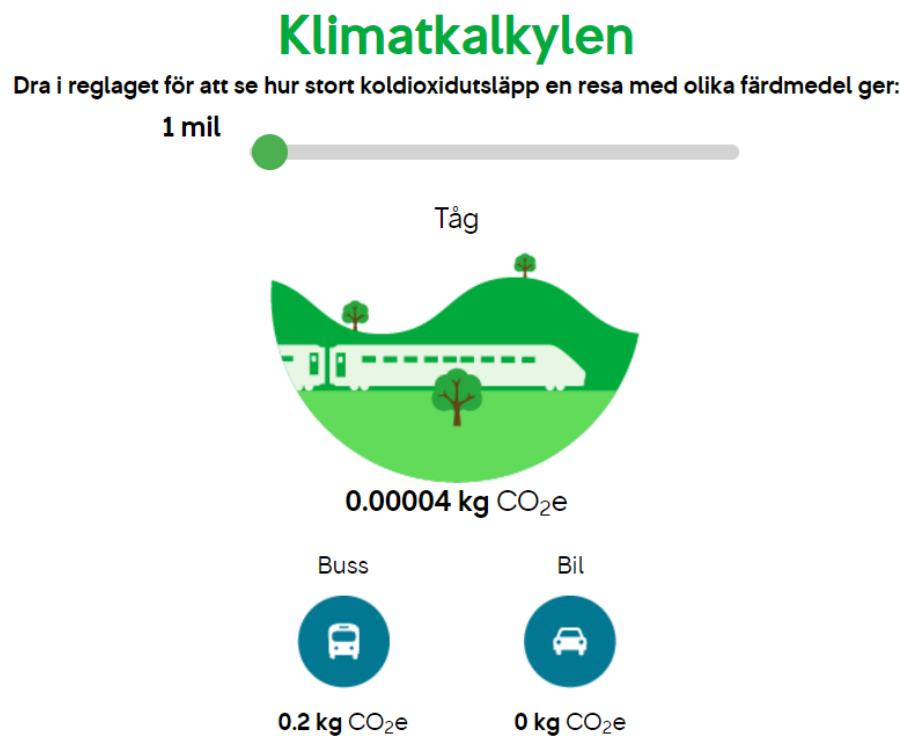 Klimatkalkylen
Dra i reglaget för att se hur stort koldioxidutsläpp en resa med olika färdmedel ger:
1 mil
Tåg
0.00004 kg CO₂e
Buss
Bil
0.2 kg CO₂e
0 kg CO₂e